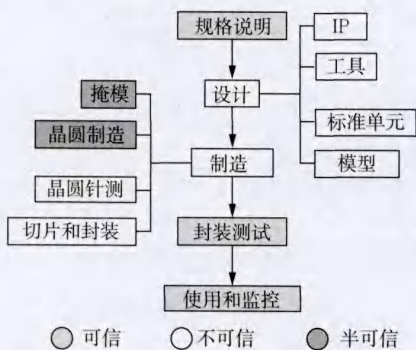 规格说明
IP
工具
掩模
设计
晶圆制造
标准单元
制造
模型
晶圆针测
切片和封装
封装测试
使用和监控
可信
不可信
半可信